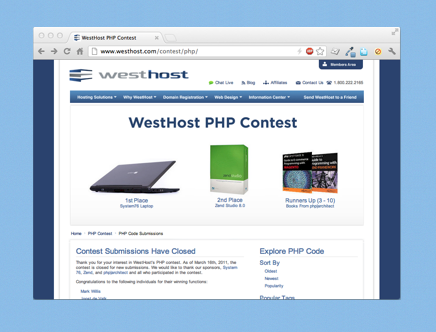 WestHost PHP Contest
www.westhost.com/contest/php/
Members Area
westhost
Chat Live Blog Affiliates Contact Us 1.800.222.2165
Hosting Solutions Why WestHost Domain Registration Web Design Information Center Send WestHost to a Friend
WestHost PHP Contest
1st Place
System76 Laptop
2nd Place
Zend Studio 8.0
Runners Up (3 - 10)
Books From phparchitect
Home PHP Contest PHP Code Submissions
Contest Submissions Have Closed
Thank you for your interest in WestHost's PHP contest. As of March 15th, 2011, the
contest is closed for new submissions. We would like to thank our sponsors, System
76, Zend, and phparchitect and all who participated in the contest.
Congratulations to the following individuals for their winning functions:
Mark Willis
Explore PHP Code
Sort By
Oldest
Newest
Popularity
Popular Tags